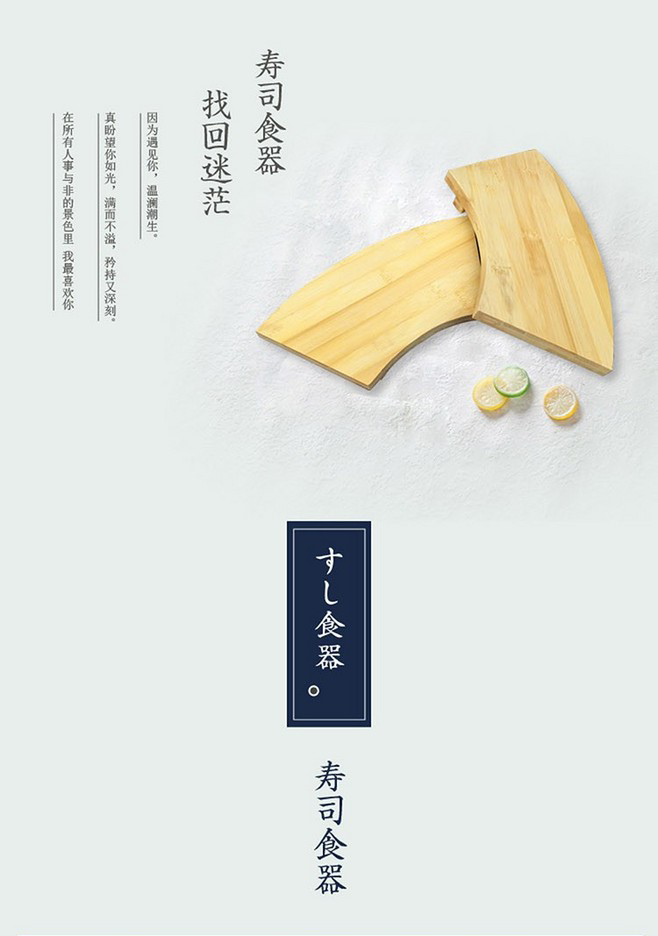 寿司食器
找回迷茫
因为遇见你，温澜潮生。
真盼望你如光，满而不溢，矜持又深刻。
在所有人事与非的景色里 我最喜欢你
すし食器。
寿司食器